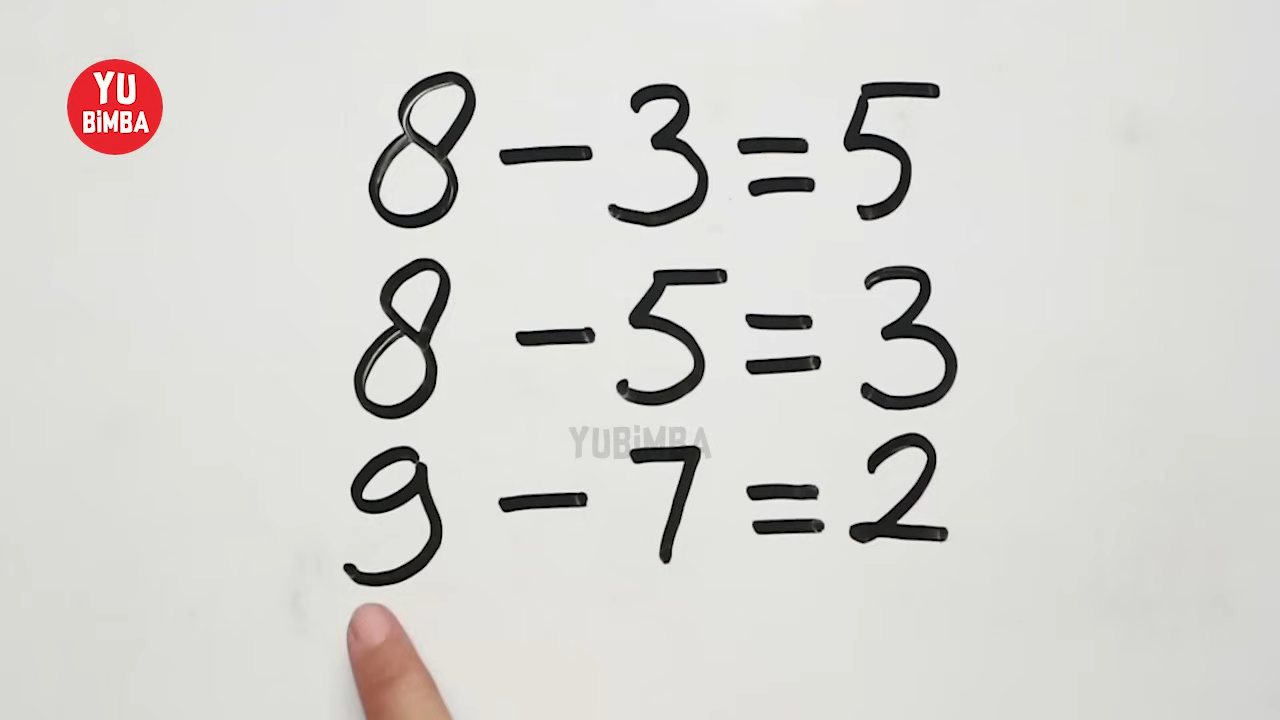 YU
BiMBA
8 - 3 = 5
8 - 5 = 3
YUBiMBA
9 - 7 = 2